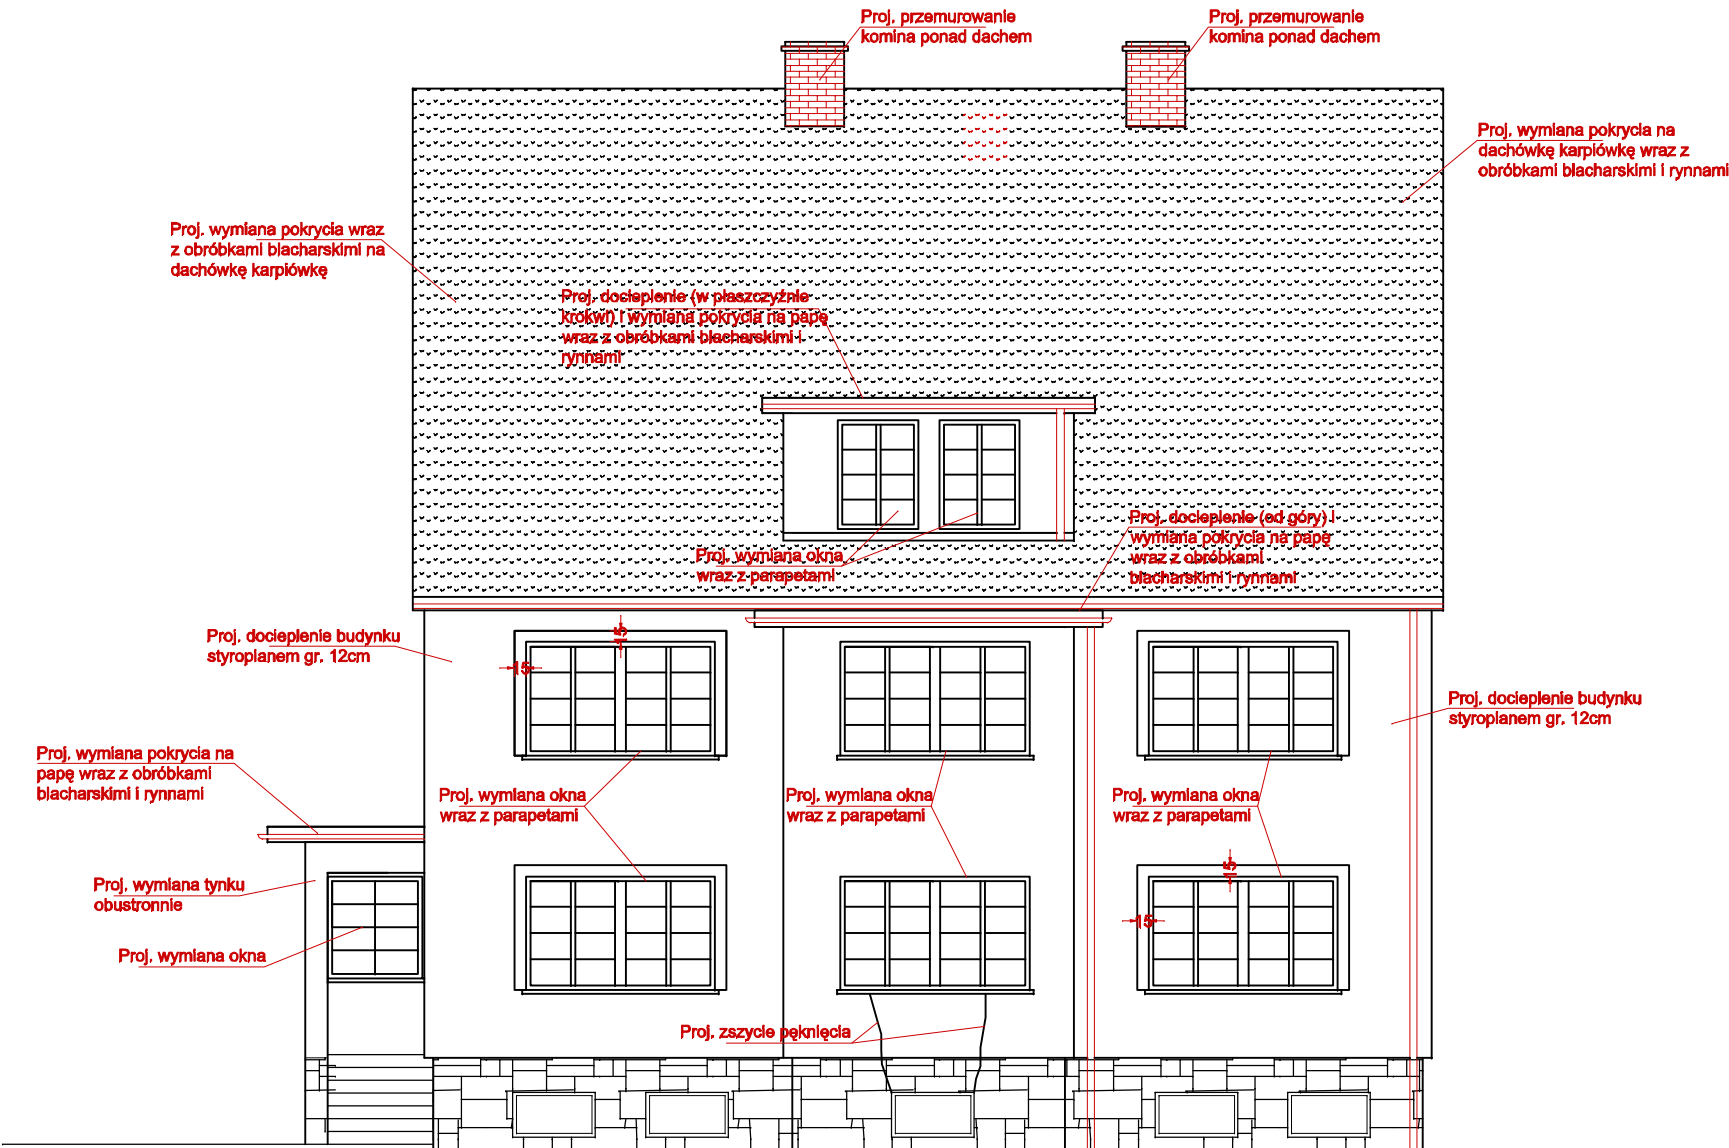 Proj. przemurowanie
komina ponad dachem
Proj. przemurowanie
komina ponad dachem
Proj. wymiana pokrycia na
dachówkę karpiówkę wraz z
obróbkami blacharskimi i rynnami
Proj. wymiana pokrycia wraz
z obróbkami blacharskimi na
dachówkę karpiówkę
Proj. docieplenie (w płaszczyźnie
krokwi) i wymiana pokrycia na papę
wraz z obróbkami blacharskimi i
rynnami
Proj. docieplenie (od góry) i
wymiana pokrycia na papę
wraz z obróbkami
blacharskimi i rynnami
Proj. wymiana okna
wraz z parapetami
Proj. docieplenie budynku
styropianem gr. 12cm
15
15
Proj. docieplenie budynku
styropianem gr. 12cm
Proj. wymiana pokrycia na
papę wraz z obróbkami
blacharskimi i rynnami
Proj. wymiana okna
wraz z parapetami
Proj. wymiana okna
wraz z parapetami
Proj. wymiana okna
wraz z parapetami
15
15
Proj. wymiana tynku
obustronnie
Proj. wymiana okna
Proj. zszycie pęknięcia